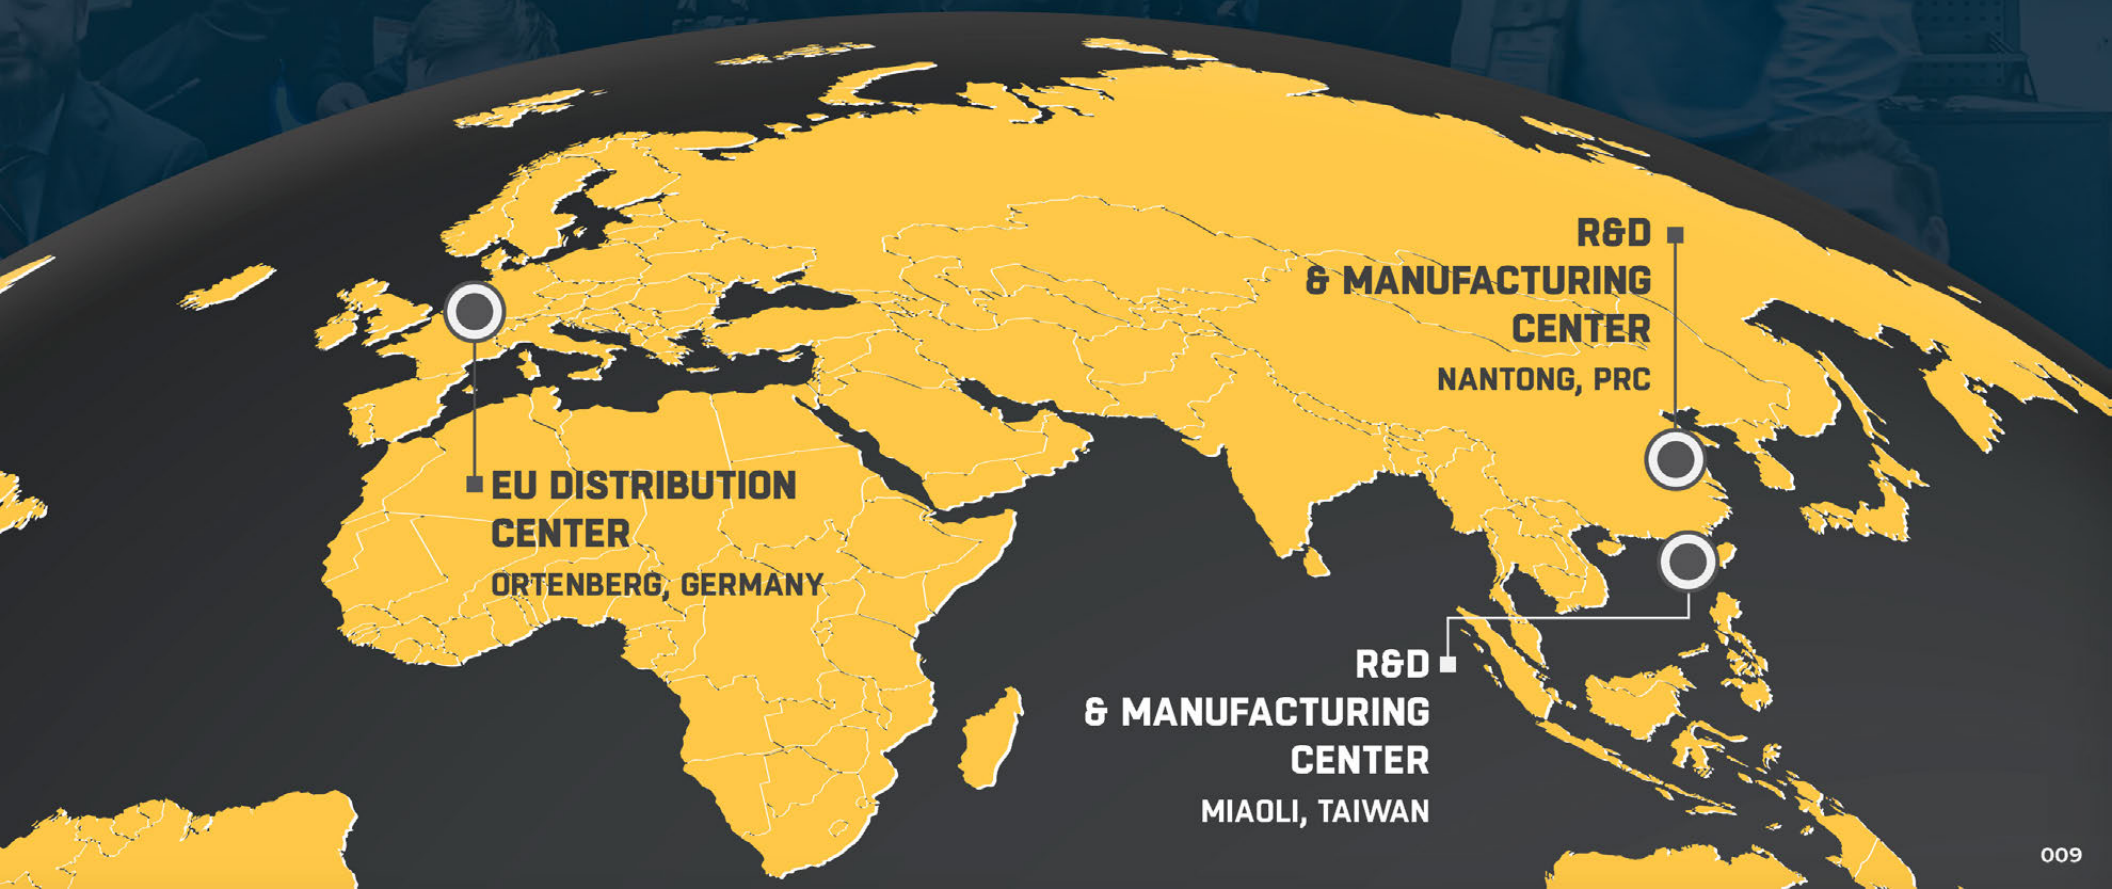 R&D
& MANUFACTURING
CENTER
NANTONG, PRC
EU DISTRIBUTION
CENTER
ORTENBERG, GERMANY
R&D
& MANUFACTURING
CENTER
MIAOLI, TAIWAN
009